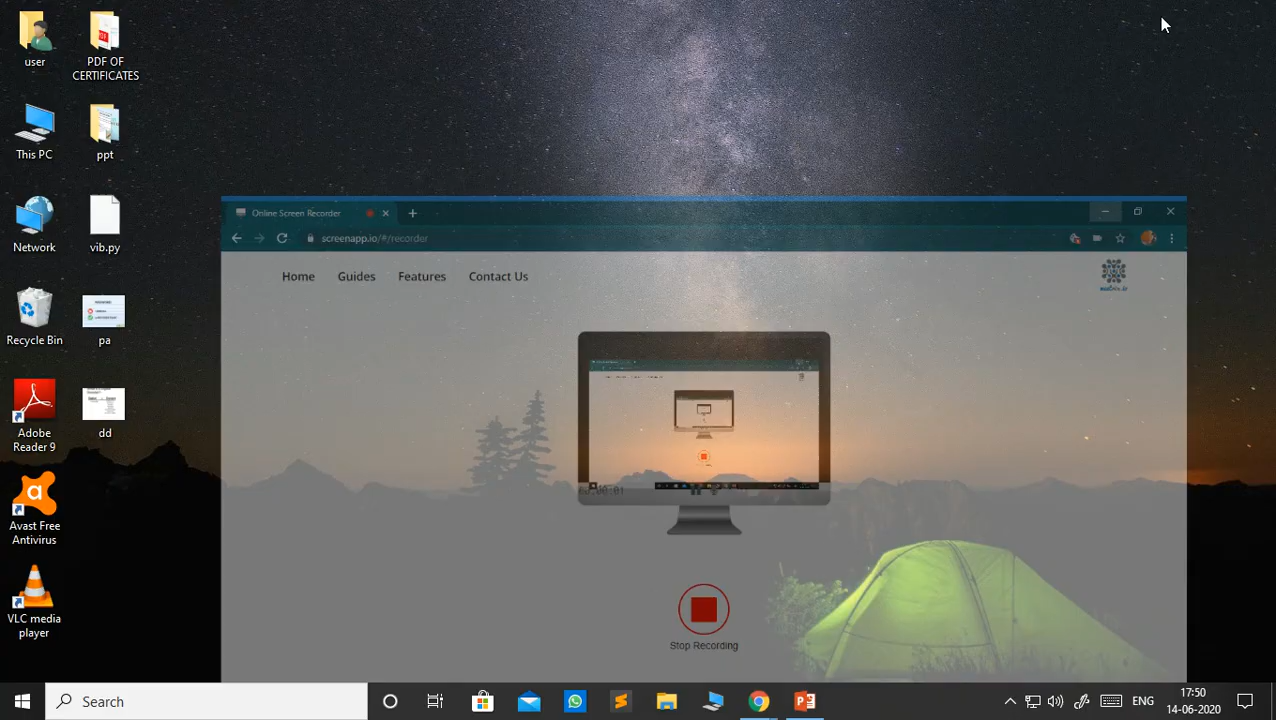 user
PDF OF
CERTIFICATES
This PC
ppt
Network
vib.py
Recycle Bin
pa
Adobe
Reader 9
dd
Avast Free
Antivirus
VLC media
player
Online Screen Recorder
screenapp.io/#/recorder
Home Guides Features Contact Us
Stop Recording
Search
ENG
17:50
14-06-2020